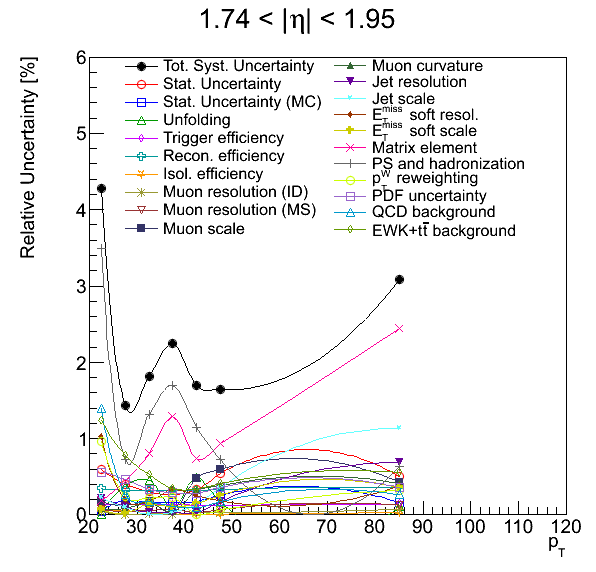 1.74 < |η| < 1.95
Relative Uncertainty [%]
6
5
4
3
2
1
0
Tot. Syst. Uncertainty
Stat. Uncertainty
Stat. Uncertainty (MC)
Unfolding
Trigger efficiency
Recon. efficiency
Isol. efficiency
Muon resolution (ID)
Muon resolution (MS)
Muon scale
Muon curvature
Jet resolution
Jet scale
E_T^miss soft resol.
E_T^miss soft scale
Matrix element
PS and hadronization
p_T^W reweighting
PDF uncertainty
QCD background
EWK+tt̄ background
20 30 40 50 60 70 80 90 100 110 120
p_T